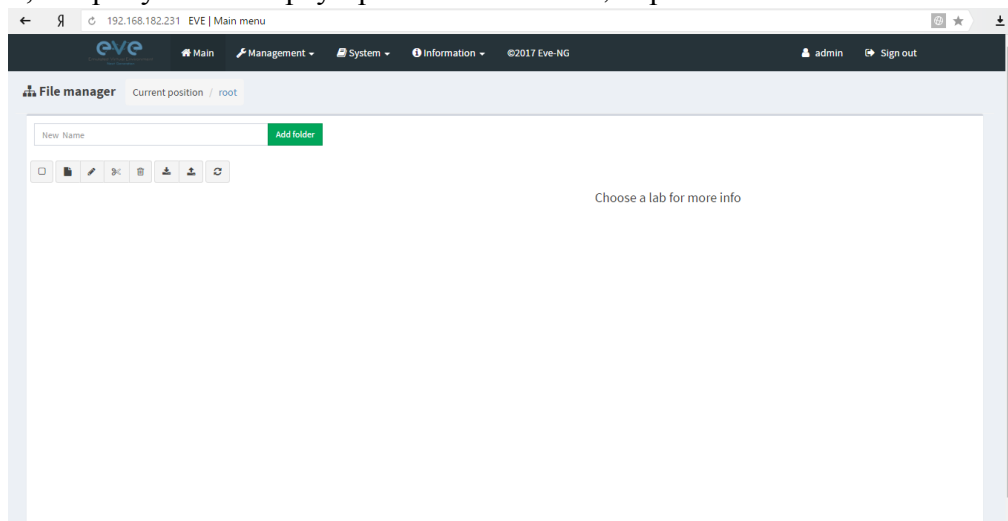 Я 192.168.182.231 EVE | Main menu
eve Main Management System Information ©2017 Eve-NG admin Sign out
File manager Current position / root
New Name Add folder
Choose a lab for more info